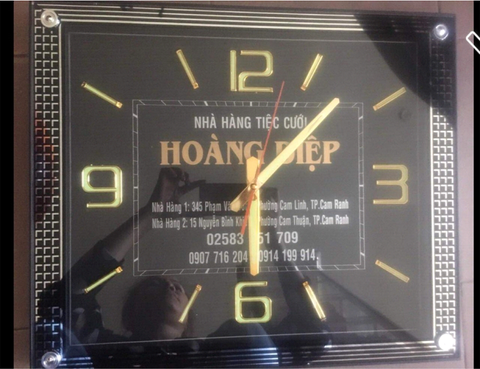 12
NHÀ HÀNG TIỆC CƯỚI
HOÀNG DIỆP
9
3
Nhà Hàng 1: 345 Phạm Phường Cam Linh, TP.Cam Ranh
Nhà Hàng 2: 15 Nguyễn Bỉnh Phường Cam Thuận, TP.Cam Ranh
02583 709
0907 716 204 0914 199 914
6